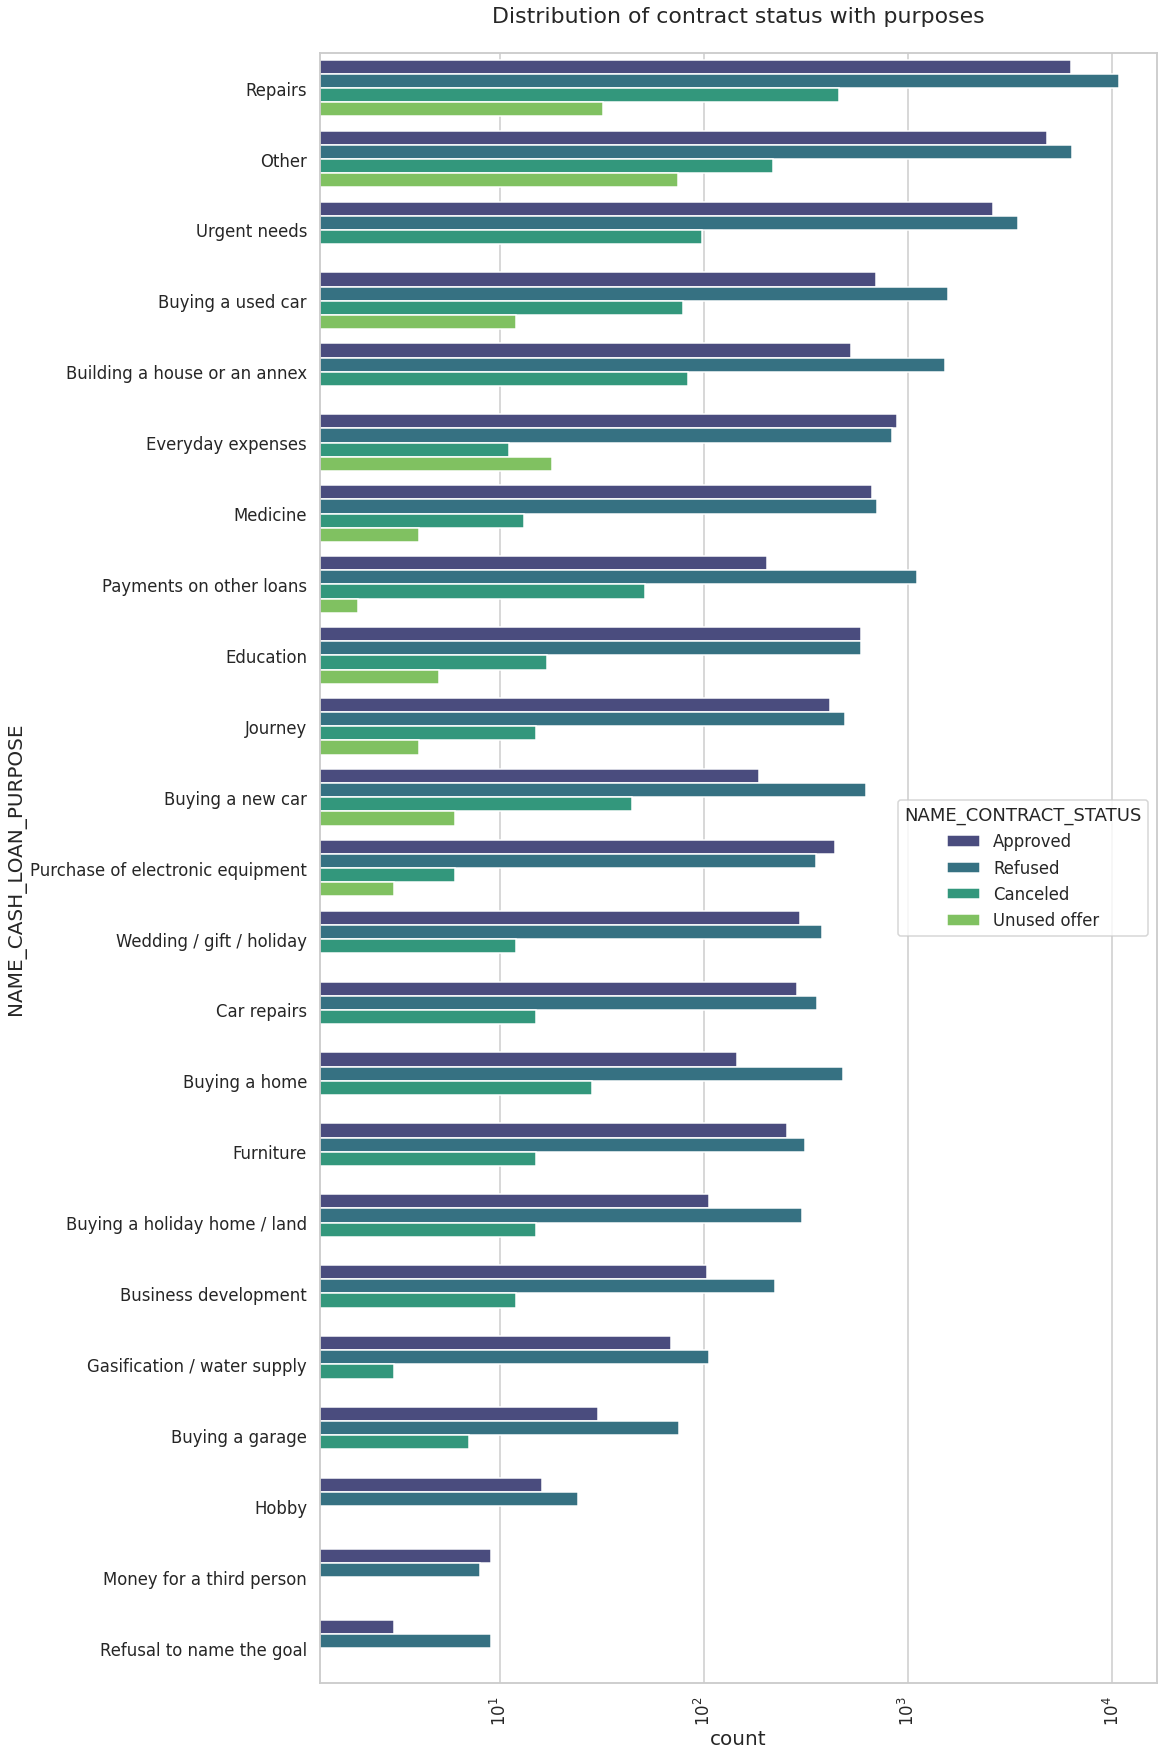 Distribution of contract status with purposes
NAME_CASH_LOAN_PURPOSE
Repairs
Other
Urgent needs
Buying a used car
Building a house or an annex
Everyday expenses
Medicine
Payments on other loans
Education
Journey
Buying a new car
Purchase of electronic equipment
Wedding / gift / holiday
Car repairs
Buying a home
Furniture
Buying a holiday home / land
Business development
Gasification / water supply
Buying a garage
Hobby
Money for a third person
Refusal to name the goal
NAME_CONTRACT_STATUS
Approved
Refused
Canceled
Unused offer
10¹
10²
10³
10⁴
count